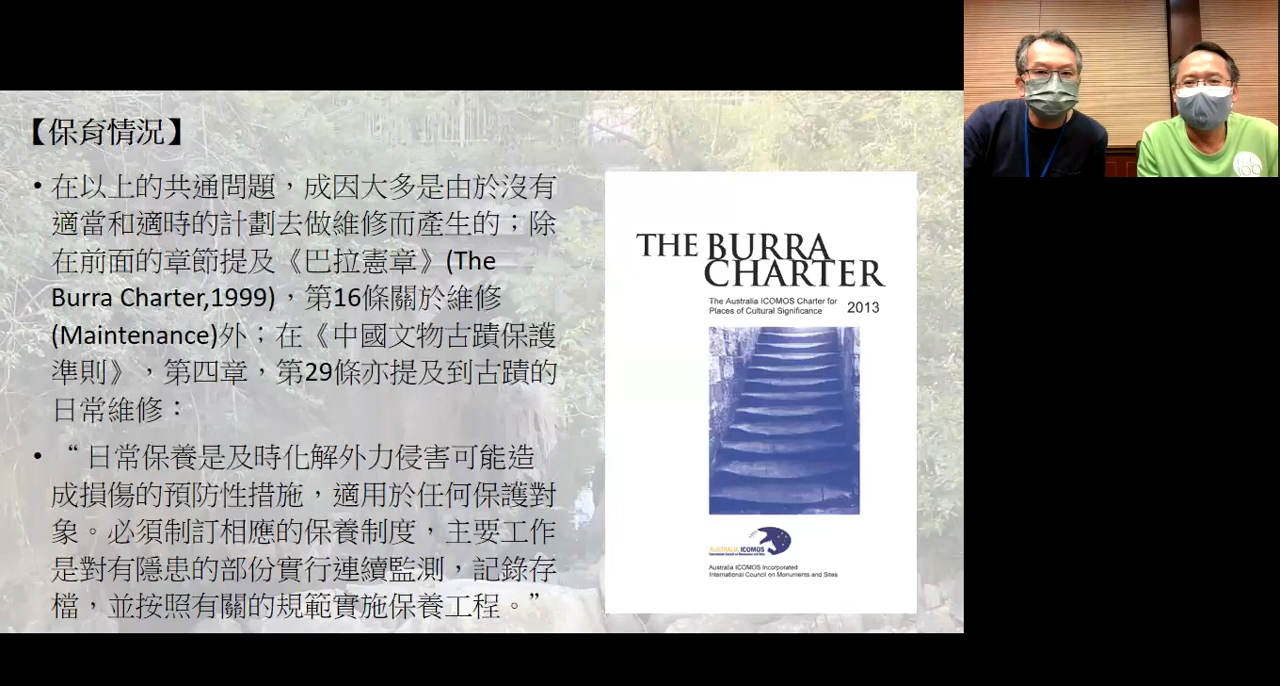 【保育情況】
• 在以上的共通問題，成因大多是由於沒有
適當和適時的計劃去做維修而產生的；除
在前面的章節提及《巴拉憲章》(The
Burra Charter,1999)，第16條關於維修
(Maintenance)外；在《中國文物古蹟保護
準則》，第四章，第29條亦提及到古蹟的
日常維修：
• “日常保養是及時化解外力侵害可能造
成損傷的預防性措施，適用於任何保護對
象。必須制訂相應的保養制度，主要工作
是對有隱患的部份實行連續監測，記錄存
檔，並按照有關的規範實施保養工程。”
THE BURRA
CHARTER
The Australia ICOMOS Charter for
Places of Cultural Significance
2013
AUSTRALIA ICOMOS
International Council on Monuments and Sites
Australia ICOMOS Incorporated
International Council on Monuments and Sites
100